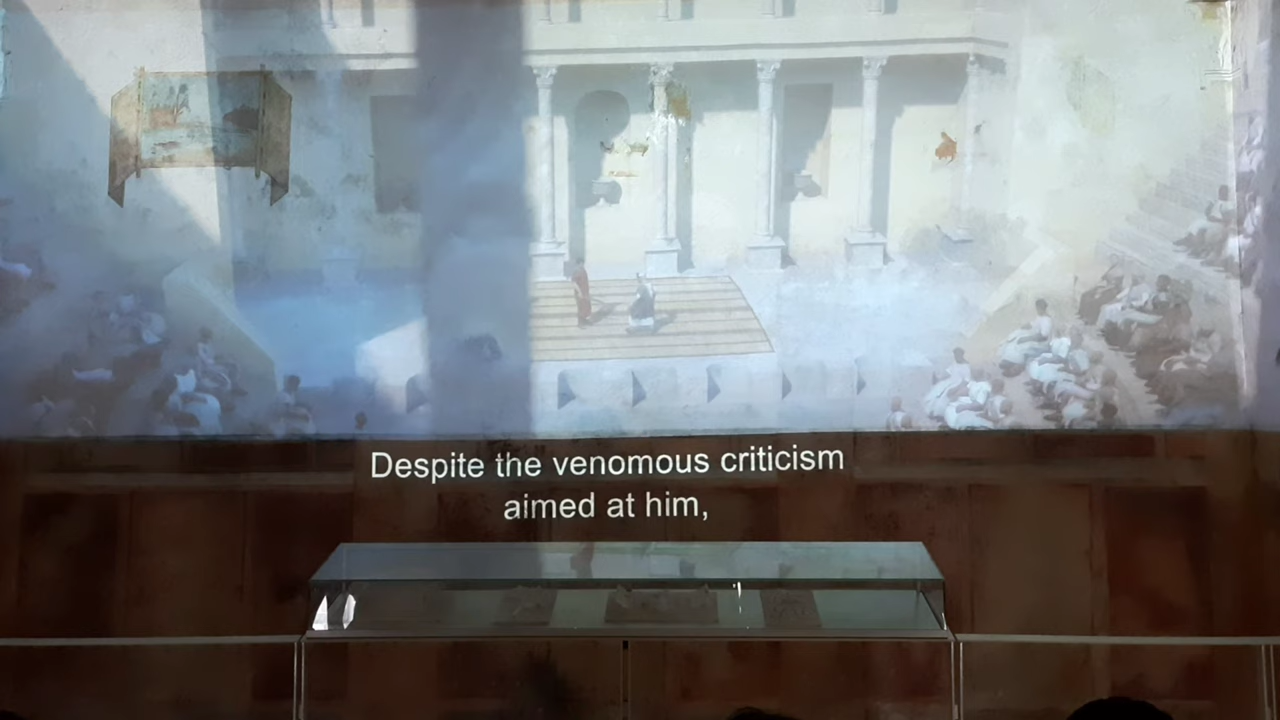 Despite the venomous criticism
aimed at him,